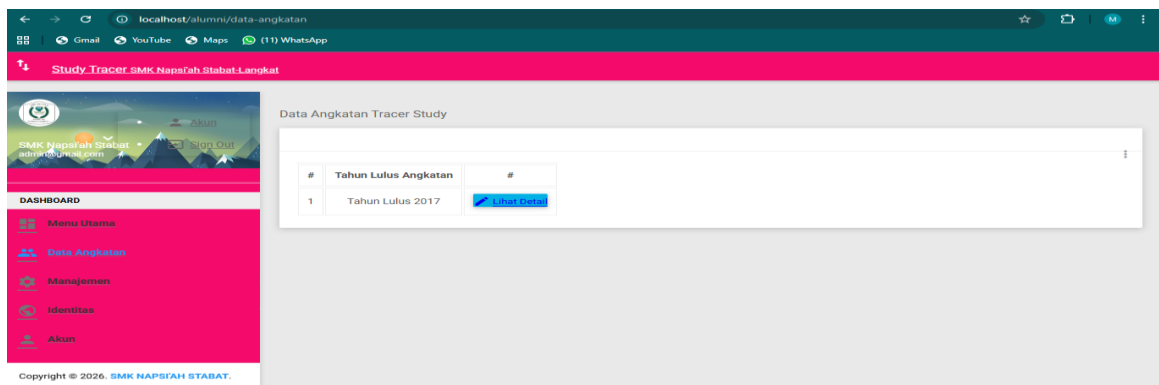 localhost/alumni/data-angkatan
Gmail YouTube Maps (11) WhatsApp
M
Study Tracer SMK Napsi'ah Stabat-Langkat
Akun
SMK Napsi'ah Stabat
Sign Out
admin@gmail.com
DASHBOARD
Menu Utama
Data Angkatan
Manajemen
Identitas
Akun
Copyright © 2026. SMK NAPSI'AH STABAT.
Data Angkatan Tracer Study
# Tahun Lulus Angkatan #
1 Tahun Lulus 2017 Lihat Detail